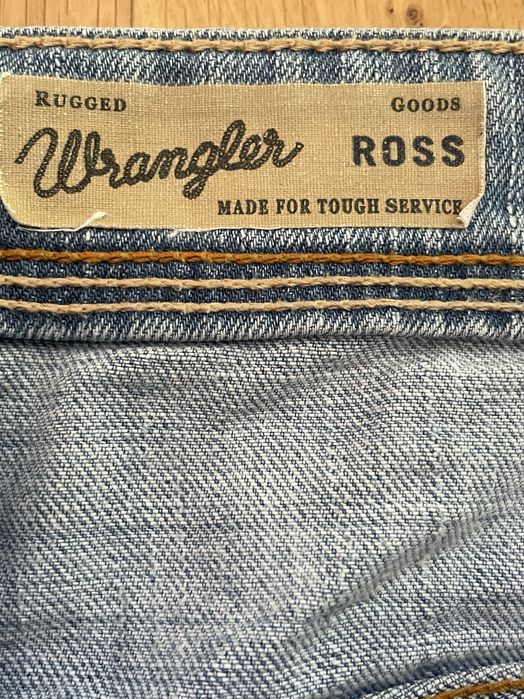 RUGGED GOODS
Wrangler ROSS
MADE FOR TOUGH SERVICE